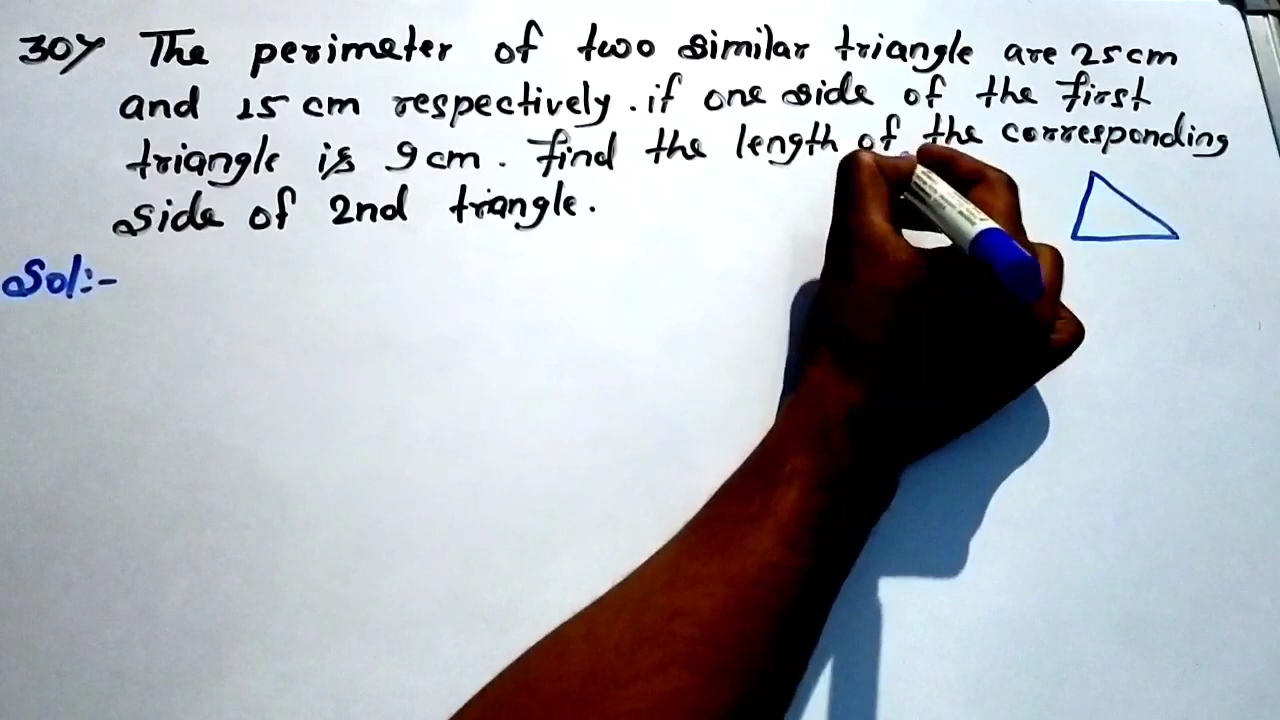 30> The perimeter of two similar triangle are 25cm
and 15 cm respectively. if one side of the first
triangle is 9cm. find the length of the corresponding
side of 2nd triangle.
Sol:-